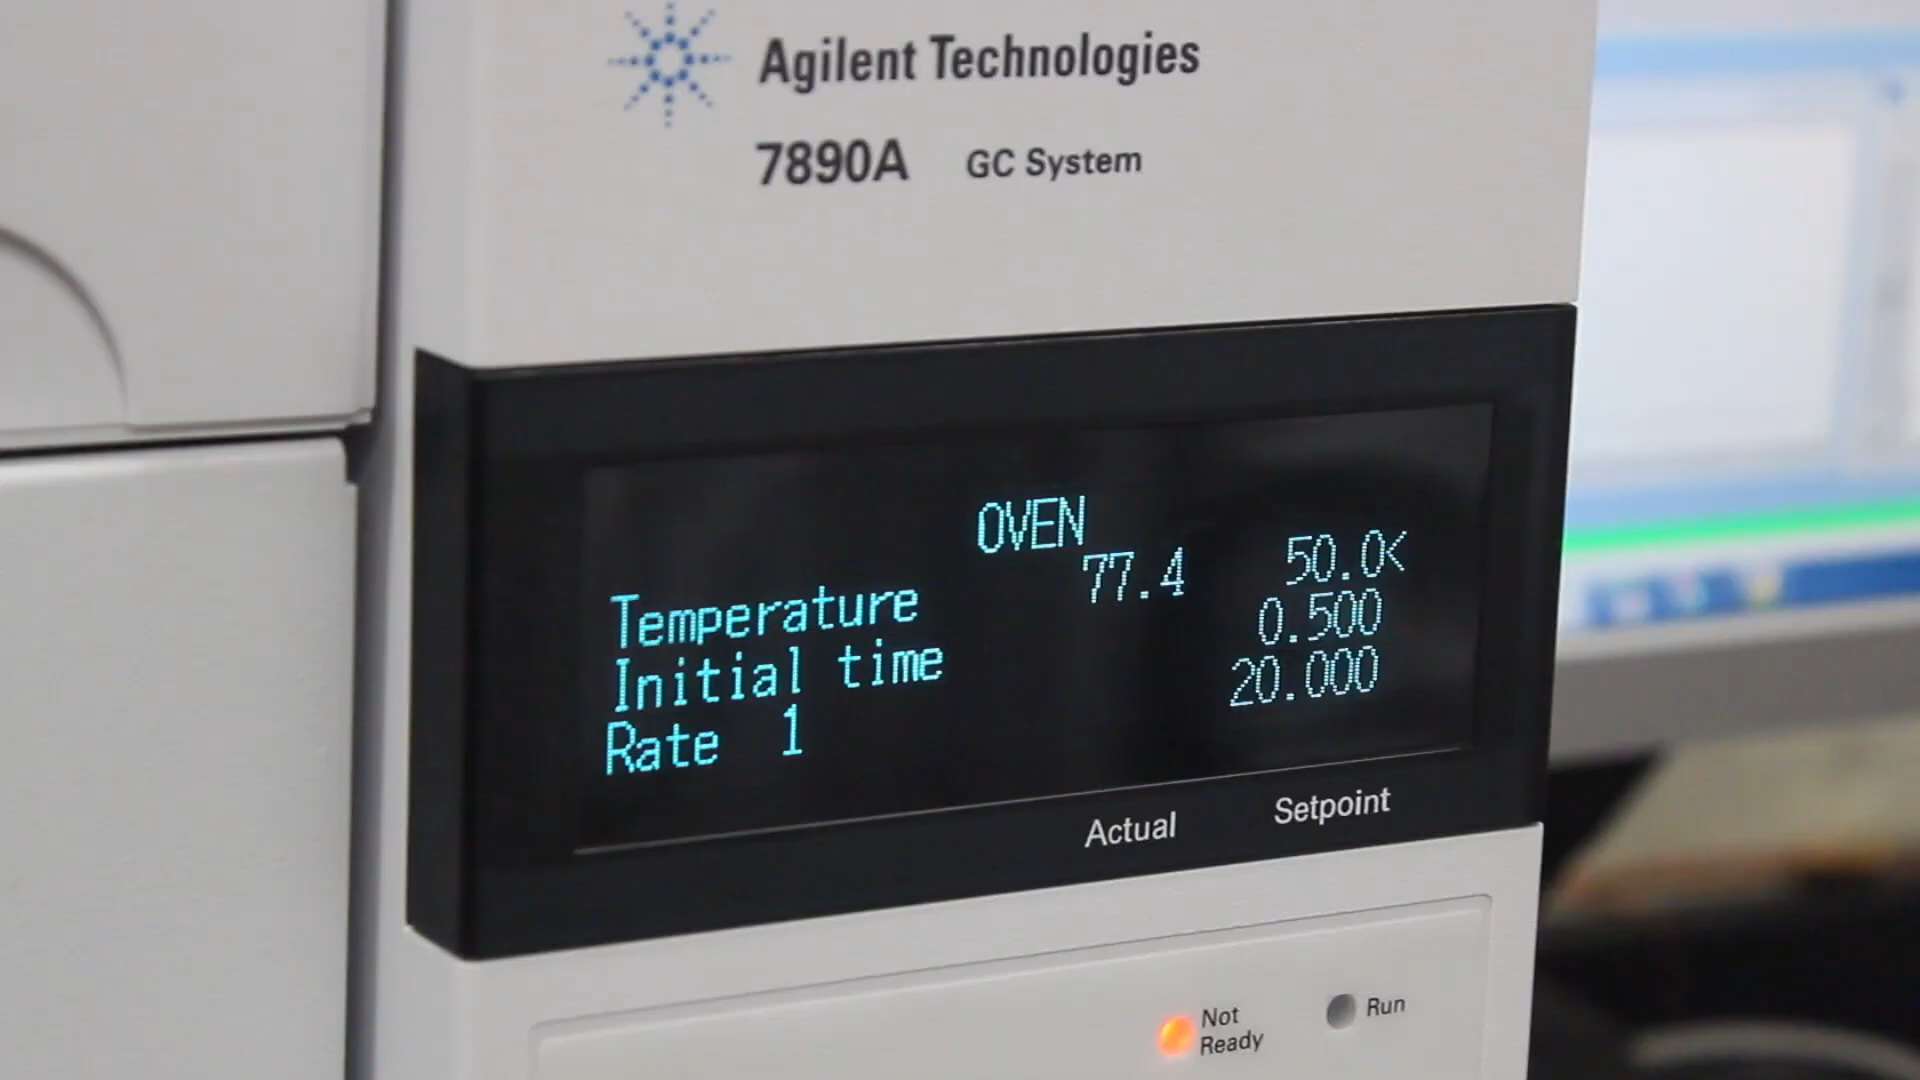 Agilent Technologies
7890A GC System
OVEN
Temperature 77.4 50.0<
Initial time 0.500
Rate 1 20.000
Actual Setpoint
Not Ready
Run